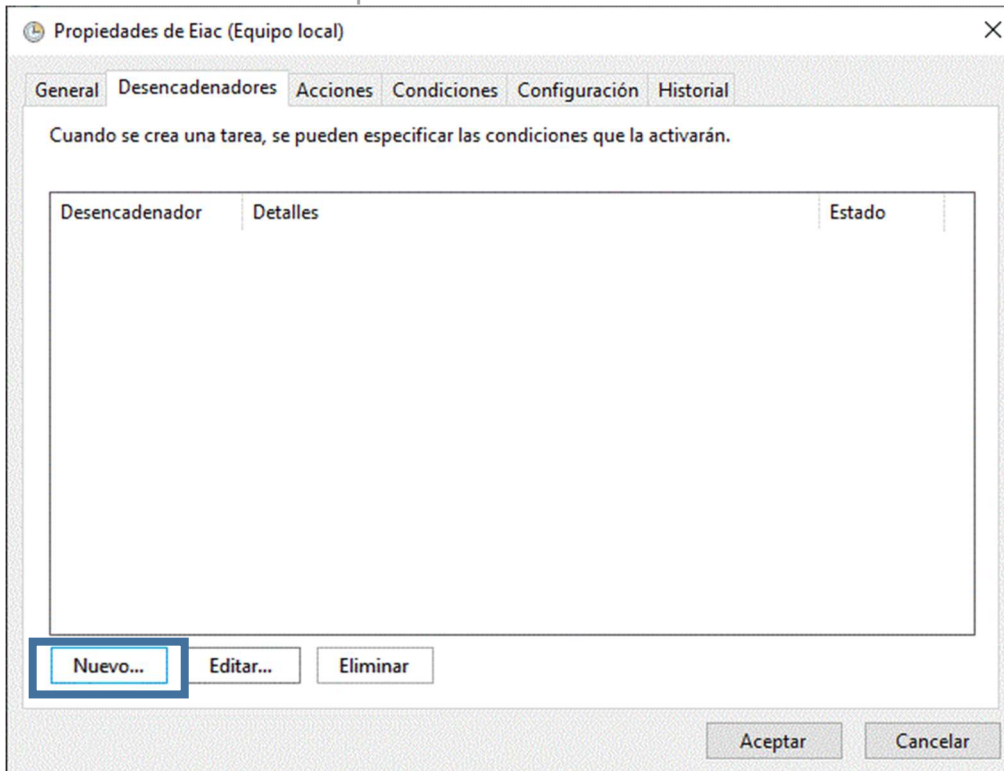 Propiedades de Eiac (Equipo local)
General Desencadenadores Acciones Condiciones Configuración Historial
Cuando se crea una tarea, se pueden especificar las condiciones que la activarán.
Desencadenador Detalles Estado
Nuevo... Editar... Eliminar
Aceptar Cancelar